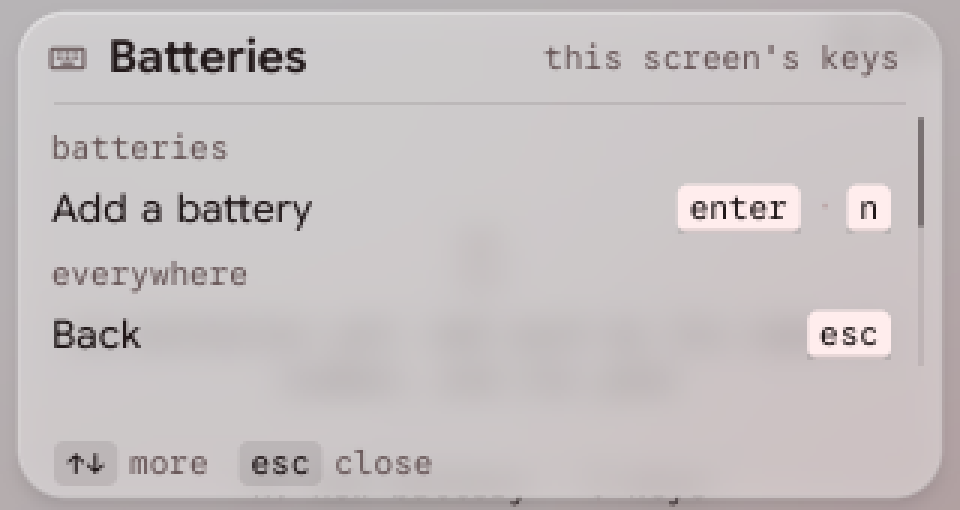 Batteries this screen's keys
batteries
Add a battery enter · n
everywhere
Back esc
↑↓ more esc close